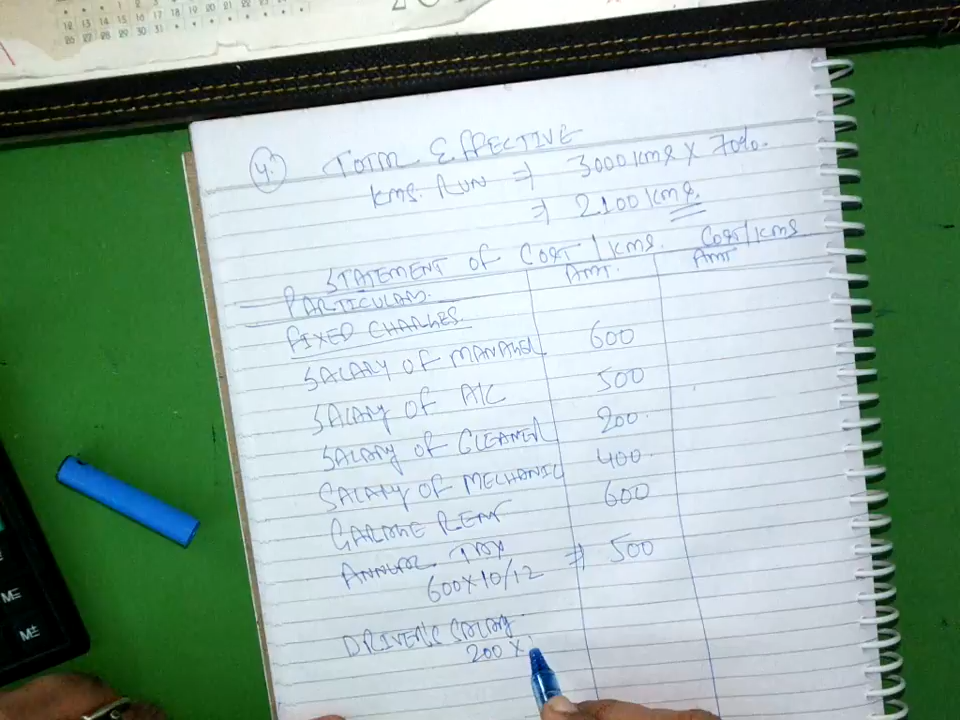 4.
TOTAL EFFECTIVE
KMS. RUN ⇒ 3000 KMS × 70%.
⇒ 2100 KMS.
STATEMENT OF COST / KMS.
PARTICULARS. AMT. COST/KMS AMT
FIXED CHARGES.
SALARY OF MANAGER 600
SALARY OF A/C 500
SALARY OF CLEANER 200.
SALARY OF MECHANIC 400.
GARAGE RENT 600
ANNUAL TAX
600×10/12 ⇒ 500
DRIVER'S SALARY
200 ×
M
M